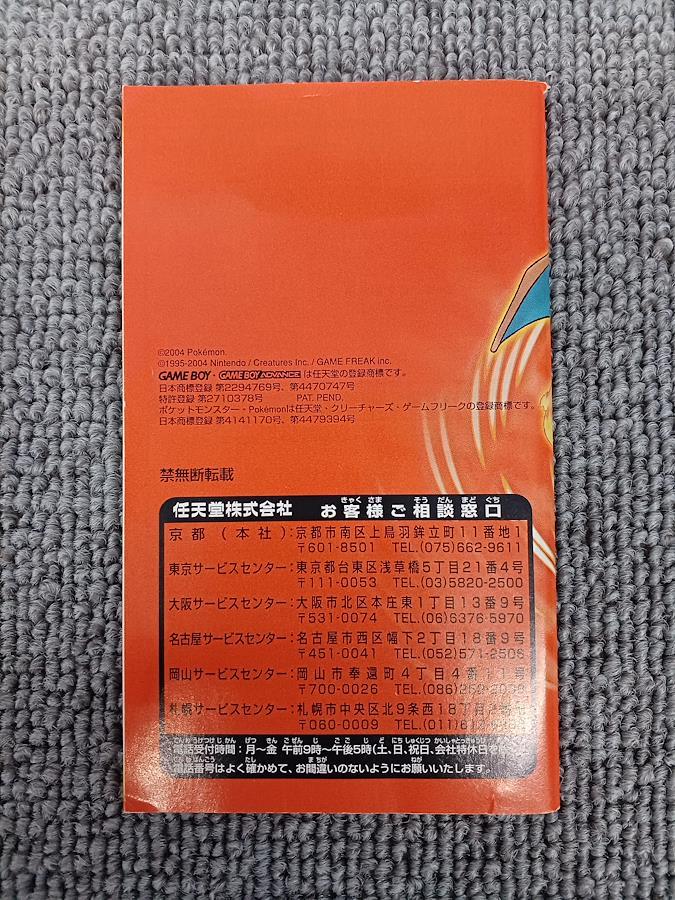 ©2004 Pokémon.
©1995-2004 Nintendo / Creatures Inc. / GAME FREAK inc.
GAME BOY・GAME BOY ADVANCE は任天堂の登録商標です。
日本商標登録 第2294769号、第4470747号
特許登録 第2710378号 PAT. PEND.
ポケットモンスター・Pokémonは任天堂・クリーチャーズ・ゲームフリークの登録商標です。
日本商標登録 第4141170号、第4479394号
禁無断転載
任天堂株式会社 お客様ご相談窓口
京都(本社):京都市南区上鳥羽鉾立町11番地1
〒601-8501 TEL.(075)662-9611
東京サービスセンター:東京都台東区浅草橋5丁目21番4号
〒111-0053 TEL.(03)5820-2500
大阪サービスセンター:大阪市北区本庄東1丁目13番9号
〒531-0074 TEL.(06)6376-5970
名古屋サービスセンター:名古屋市西区幅下2丁目18番9号
〒451-0041 TEL.(052)571-2506
岡山サービスセンター:岡山市奉還町4丁目4番11号
〒700-0026 TEL.(086)
札幌サービスセンター:札幌市中央区北9条西18丁目
〒060-0009 TEL.(011)
電話受付時間:月〜金 午前9時〜午後5時(土、日、祝日、会社特休日を
電話番号はよく確かめて、お間違いのないようにお願いいたします。